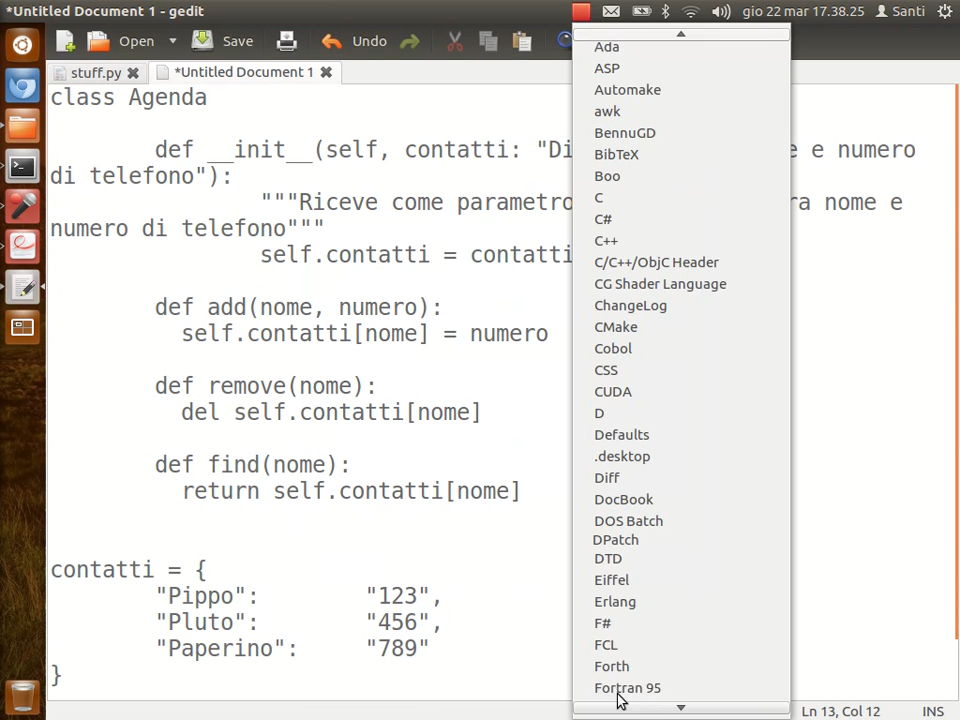 *Untitled Document 1 - gedit
gio 22 mar 17.38.25 Santi
Open Save Undo
stuff.py *Untitled Document 1
class Agenda
def __init__(self, contatti: "Di e e numero
di telefono"):
"""Riceve come parametro ra nome e
numero di telefono"""
self.contatti = contatti
def add(nome, numero):
self.contatti[nome] = numero
def remove(nome):
del self.contatti[nome]
def find(nome):
return self.contatti[nome]
contatti = {
"Pippo": "123",
"Pluto": "456",
"Paperino": "789"
}
Ada
ASP
Automake
awk
BennuGD
BibTeX
Boo
C
C#
C++
C/C++/ObjC Header
CG Shader Language
ChangeLog
CMake
Cobol
CSS
CUDA
D
Defaults
.desktop
Diff
DocBook
DOS Batch
DPatch
DTD
Eiffel
Erlang
F#
FCL
Forth
Fortran 95
Ln 13, Col 12 INS